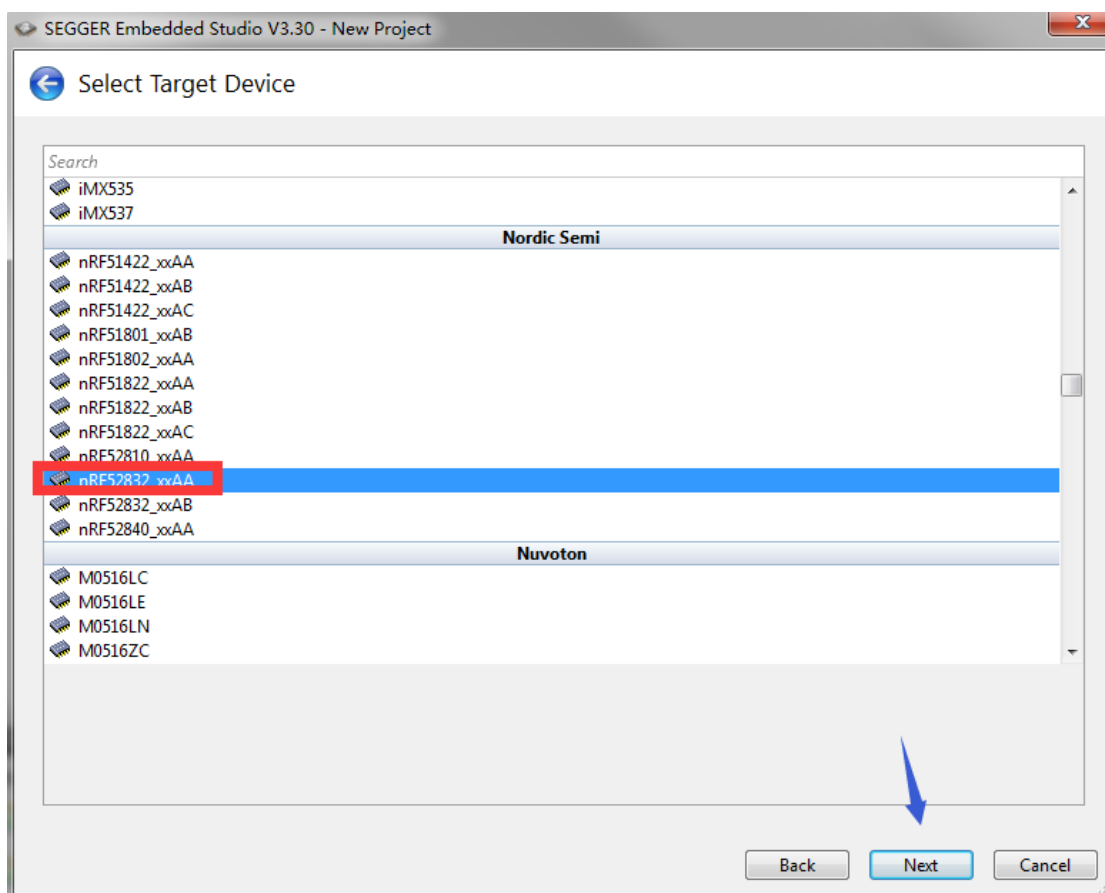 SEGGER Embedded Studio V3.30 - New Project
Select Target Device
Search
iMX535
iMX537
Nordic Semi
nRF51422_xxAA
nRF51422_xxAB
nRF51422_xxAC
nRF51801_xxAB
nRF51802_xxAA
nRF51822_xxAA
nRF51822_xxAB
nRF51822_xxAC
nRF52810_xxAA
nRF52832_xxAA
nRF52832_xxAB
nRF52840_xxAA
Nuvoton
M0516LC
M0516LE
M0516LN
M0516ZC
Back Next Cancel